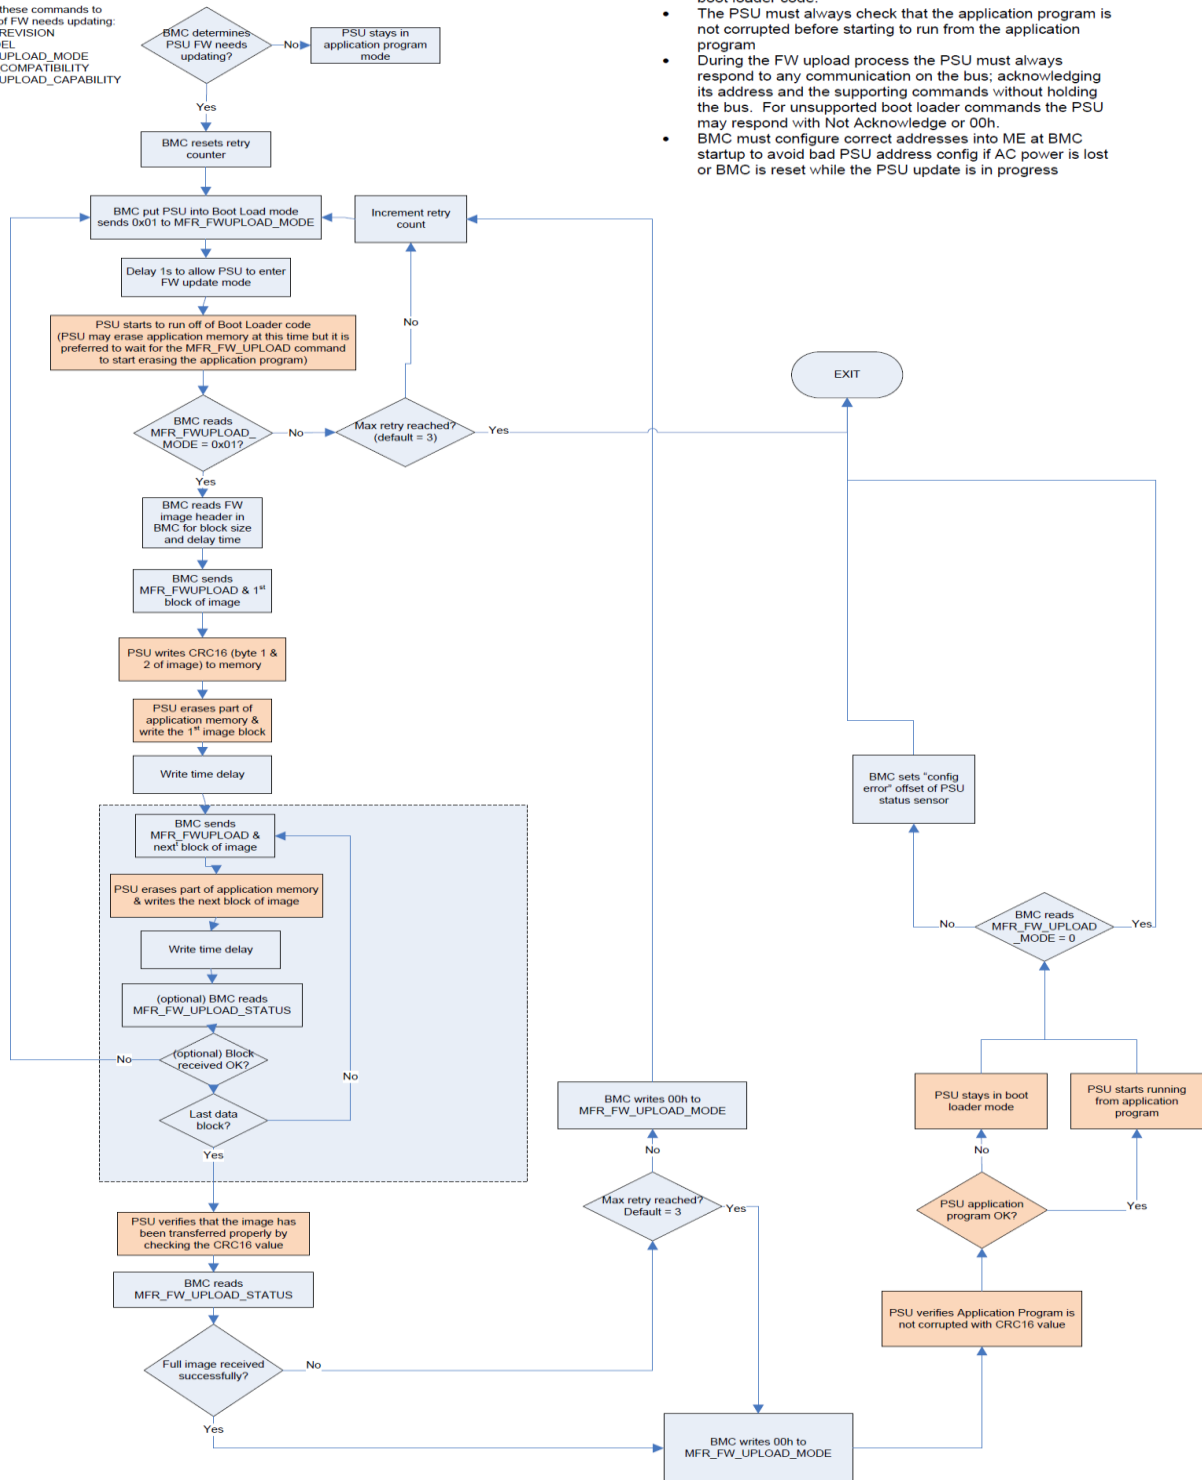 these commands to
of FW needs updating:
REVISION
EL
UPLOAD_MODE
COMPATIBILITY
UPLOAD_CAPABILITY
BMC determines
PSU FW needs
updating?
No
PSU stays in
application program
mode
boot loader code.
• The PSU must always check that the application program is
not corrupted before starting to run from the application
program
• During the FW upload process the PSU must always
respond to any communication on the bus; acknowledging
its address and the supporting commands without holding
the bus. For unsupported boot loader commands the PSU
may respond with Not Acknowledge or 00h.
• BMC must configure correct addresses into ME at BMC
startup to avoid bad PSU address config if AC power is lost
or BMC is reset while the PSU update is in progress
Yes
BMC resets retry
counter
BMC put PSU into Boot Load mode
sends 0x01 to MFR_FWUPLOAD_MODE
Increment retry
count
Delay 1s to allow PSU to enter
FW update mode
PSU starts to run off of Boot Loader code
(PSU may erase application memory at this time but it is
preferred to wait for the MFR_FW_UPLOAD command
to start erasing the application program)
No
EXIT
BMC reads
MFR_FWUPLOAD_
MODE = 0x01?
No
Max retry reached?
(default = 3)
Yes
Yes
BMC reads FW
image header in
BMC for block size
and delay time
BMC sends
MFR_FWUPLOAD & 1st
block of image
PSU writes CRC16 (byte 1 &
2 of image) to memory
PSU erases part of
application memory &
write the 1st image block
Write time delay
BMC sets "config
error" offset of PSU
status sensor
BMC sends
MFR_FWUPLOAD &
nextt block of image
PSU erases part of application memory
& writes the next block of image
Write time delay
No
BMC reads
MFR_FW_UPLOAD
_MODE = 0
Yes
(optional) BMC reads
MFR_FW_UPLOAD_STATUS
No
(optional) Block
received OK?
No
Last data
block?
Yes
BMC writes 00h to
MFR_FW_UPLOAD_MODE
PSU stays in boot
loader mode
PSU starts running
from application
program
No
No
Max retry reached?
Default = 3
Yes
PSU application
program OK?
Yes
PSU verifies that the image has
been transferred properly by
checking the CRC16 value
BMC reads
MFR_FW_UPLOAD_STATUS
PSU verifies Application Program is
not corrupted with CRC16 value
Full image received
successfully?
No
Yes
BMC writes 00h to
MFR_FW_UPLOAD_MODE